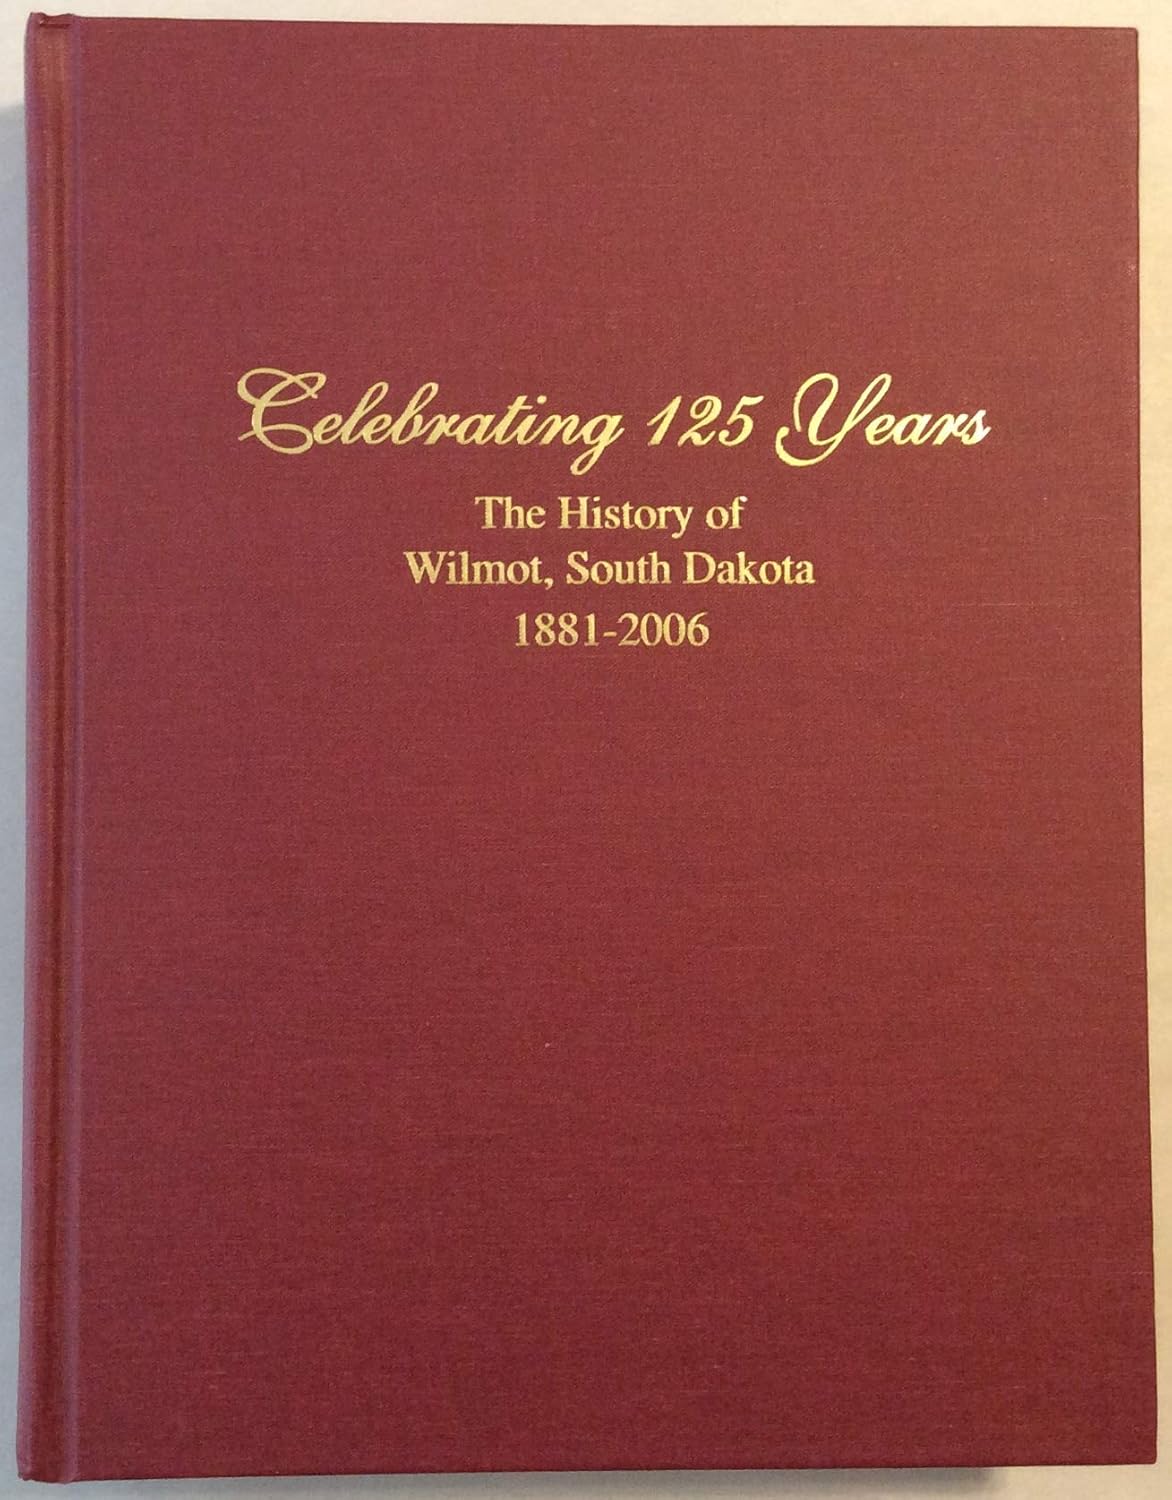 Celebrating 125 Years
The History of
Wilmot, South Dakota
1881-2006